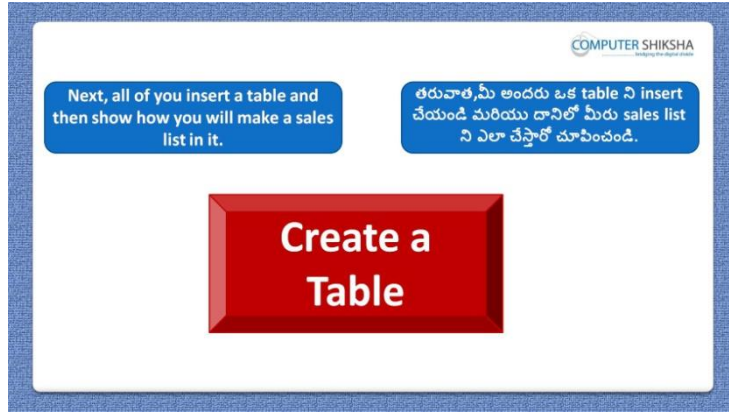 COMPUTER SHIKSHA
bridging the digital divide
Next, all of you insert a table and
then show how you will make a sales
list in it.
తరువాత,మీ అందరు ఒక table ని insert
చేయండి మరియు దానిలో మీరు sales list
ని ఎలా చేస్తారో చూపించండి.
Create a
Table